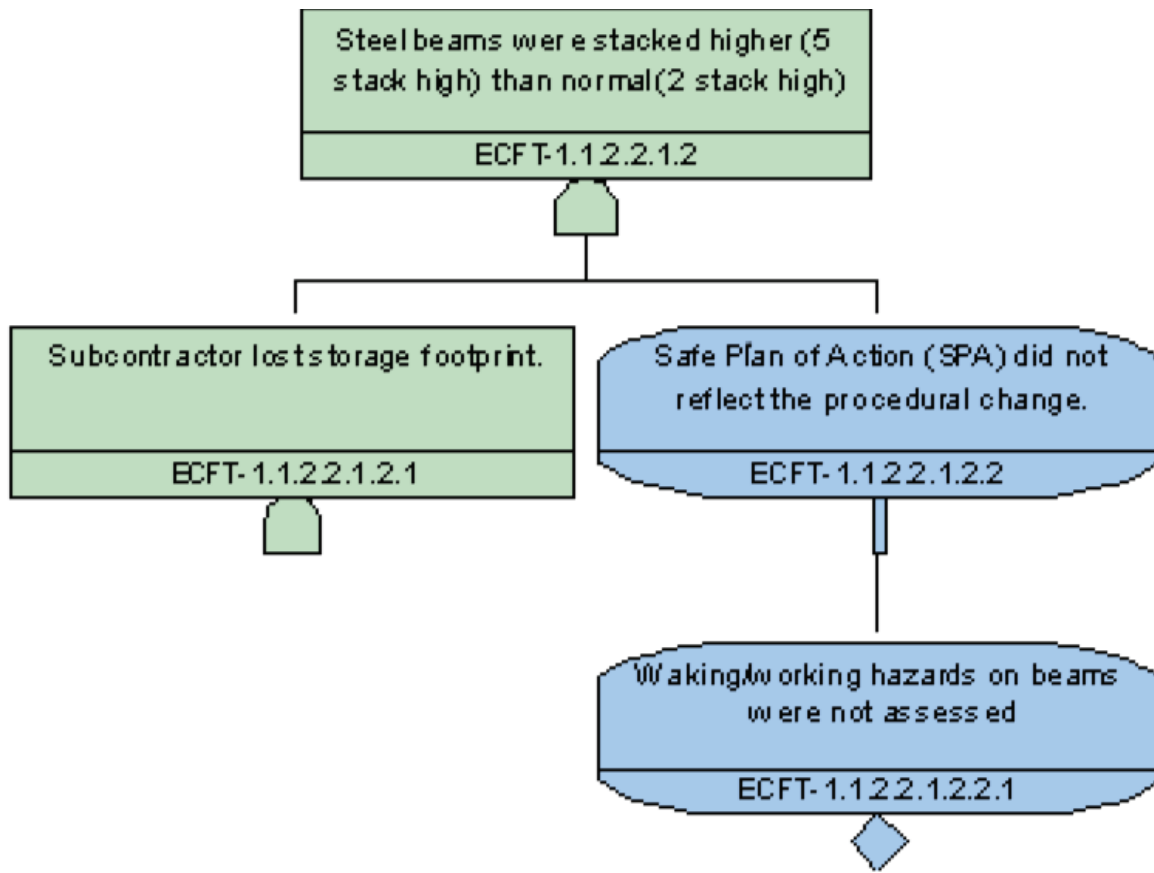 Steel beams were stacked higher (5
stack high) than normal(2 stack high)
ECFT-1.1.2.2.1.2
Subcontractor lost storage footprint.
ECFT-1.1.2.2.1.2.1
Safe Plan of Action (SPA) did not
reflect the procedural change.
ECFT-1.1.2.2.1.2.2
Waking/working hazards on beams
were not assessed
ECFT-1.1.2.2.1.2.2.1